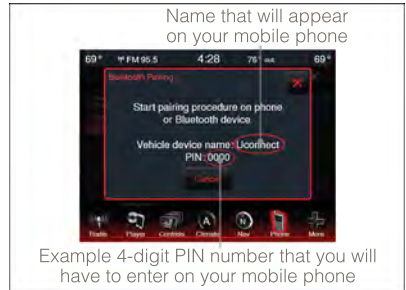 Name that will appear
on your mobile phone
69° FM 95.5 4:28 76° out 69°
Bluetooth Pairing
Start pairing procedure on phone
or Bluetooth device
Vehicle device name: Uconnect
PIN: 0000
Cancel
Radio Player Controls Climate Nav Phone More
Example 4-digit PIN number that you will
have to enter on your mobile phone